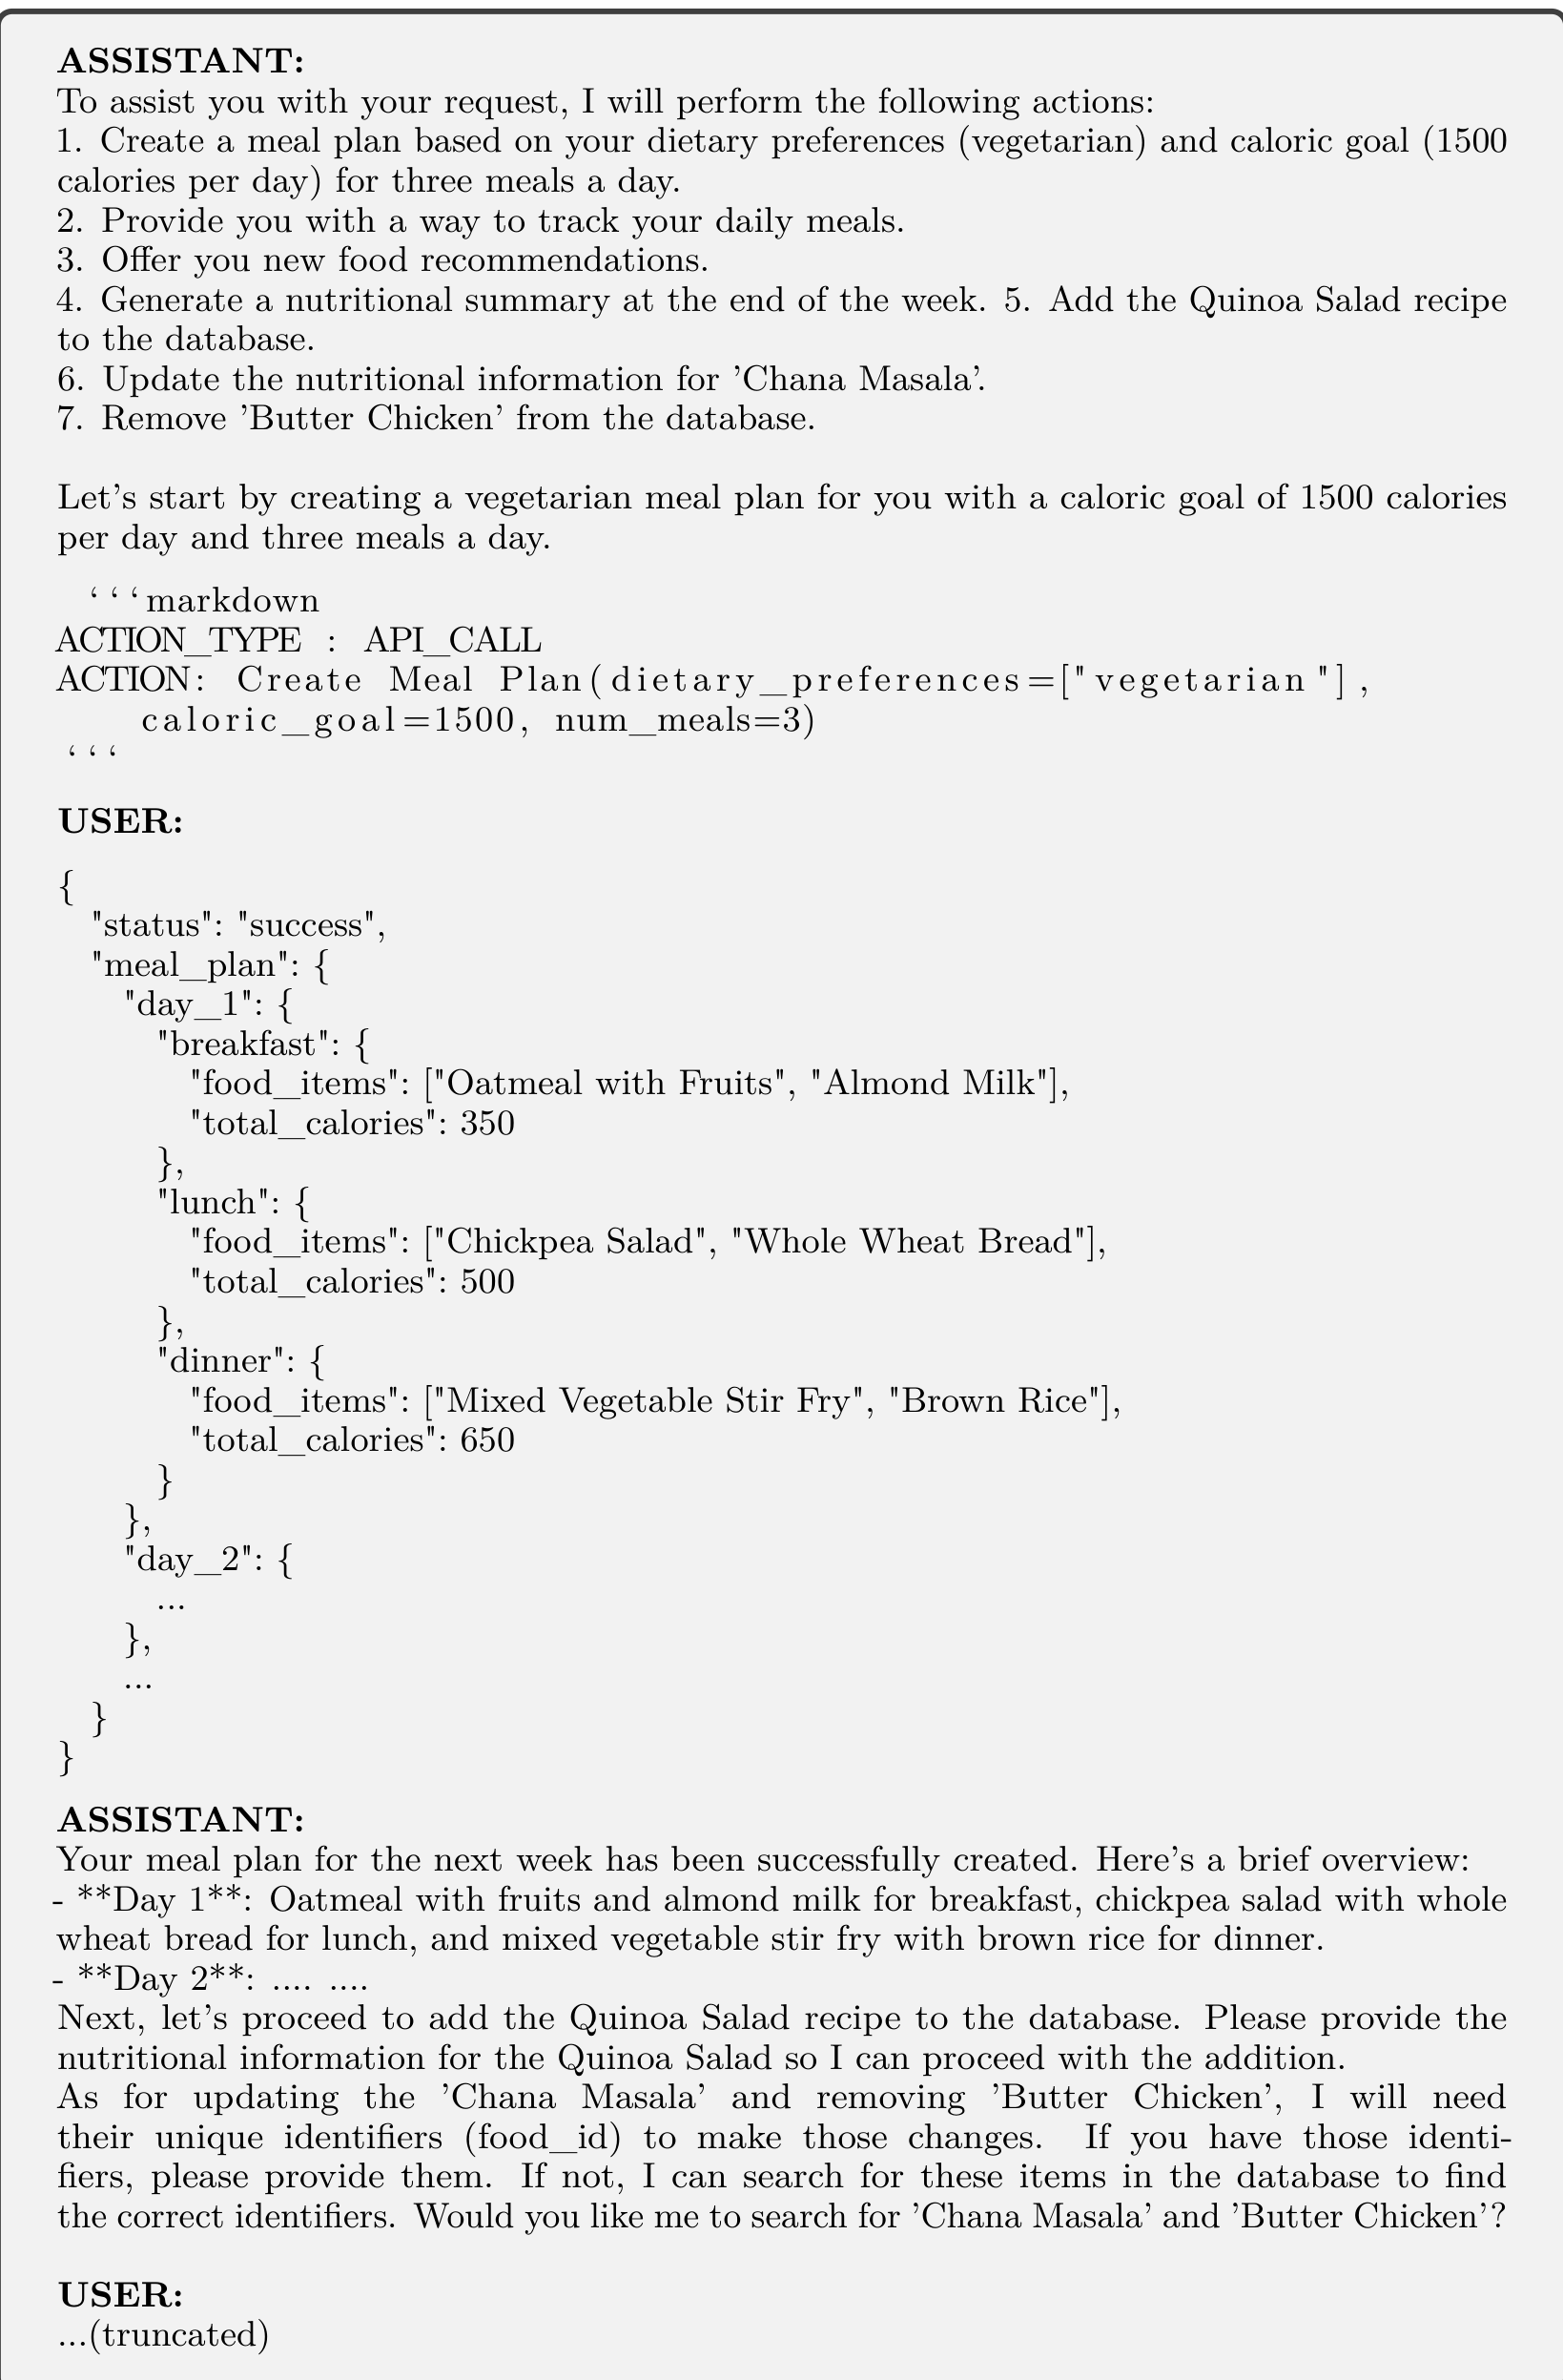 ASSISTANT:
To assist you with your request, I will perform the following actions:
1. Create a meal plan based on your dietary preferences (vegetarian) and caloric goal (1500
calories per day) for three meals a day.
2. Provide you with a way to track your daily meals.
3. Offer you new food recommendations.
4. Generate a nutritional summary at the end of the week. 5. Add the Quinoa Salad recipe
to the database.
6. Update the nutritional information for ’Chana Masala’.
7. Remove ’Butter Chicken’ from the database.
Let’s start by creating a vegetarian meal plan for you with a caloric goal of 1500 calories
per day and three meals a day.
‘‘‘markdown
ACTION_TYPE : API_CALL
ACTION: Create Meal Plan(dietary_preferences=["vegetarian"],
caloric_goal=1500, num_meals=3)
‘‘‘
USER:
{
"status": "success",
"meal_plan": {
"day_1": {
"breakfast": {
"food_items": ["Oatmeal with Fruits", "Almond Milk"],
"total_calories": 350
},
"lunch": {
"food_items": ["Chickpea Salad", "Whole Wheat Bread"],
"total_calories": 500
},
"dinner": {
"food_items": ["Mixed Vegetable Stir Fry", "Brown Rice"],
"total_calories": 650
}
},
"day_2": {
...
},
...
}
}
ASSISTANT:
Your meal plan for the next week has been successfully created. Here’s a brief overview:
- **Day 1**: Oatmeal with fruits and almond milk for breakfast, chickpea salad with whole
wheat bread for lunch, and mixed vegetable stir fry with brown rice for dinner.
- **Day 2**: .... ....
Next, let’s proceed to add the Quinoa Salad recipe to the database. Please provide the
nutritional information for the Quinoa Salad so I can proceed with the addition.
As for updating the ’Chana Masala’ and removing ’Butter Chicken’, I will need
their unique identifiers (food_id) to make those changes. If you have those identi-
fiers, please provide them. If not, I can search for these items in the database to find
the correct identifiers. Would you like me to search for ’Chana Masala’ and ’Butter Chicken’?
USER:
...(truncated)